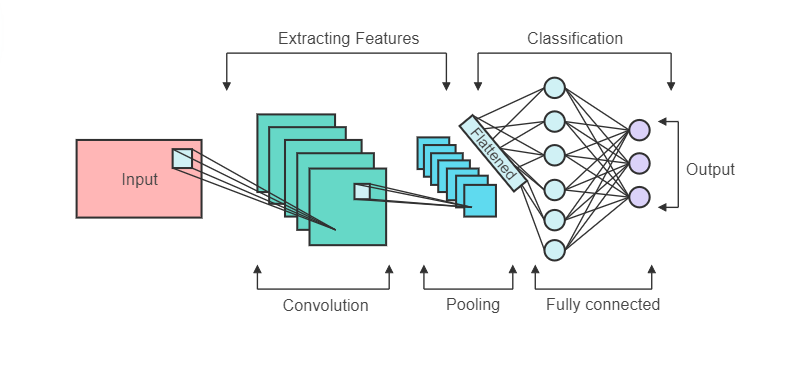 Extracting Features
Classification
Input
Flattened
Output
Convolution
Pooling
Fully connected